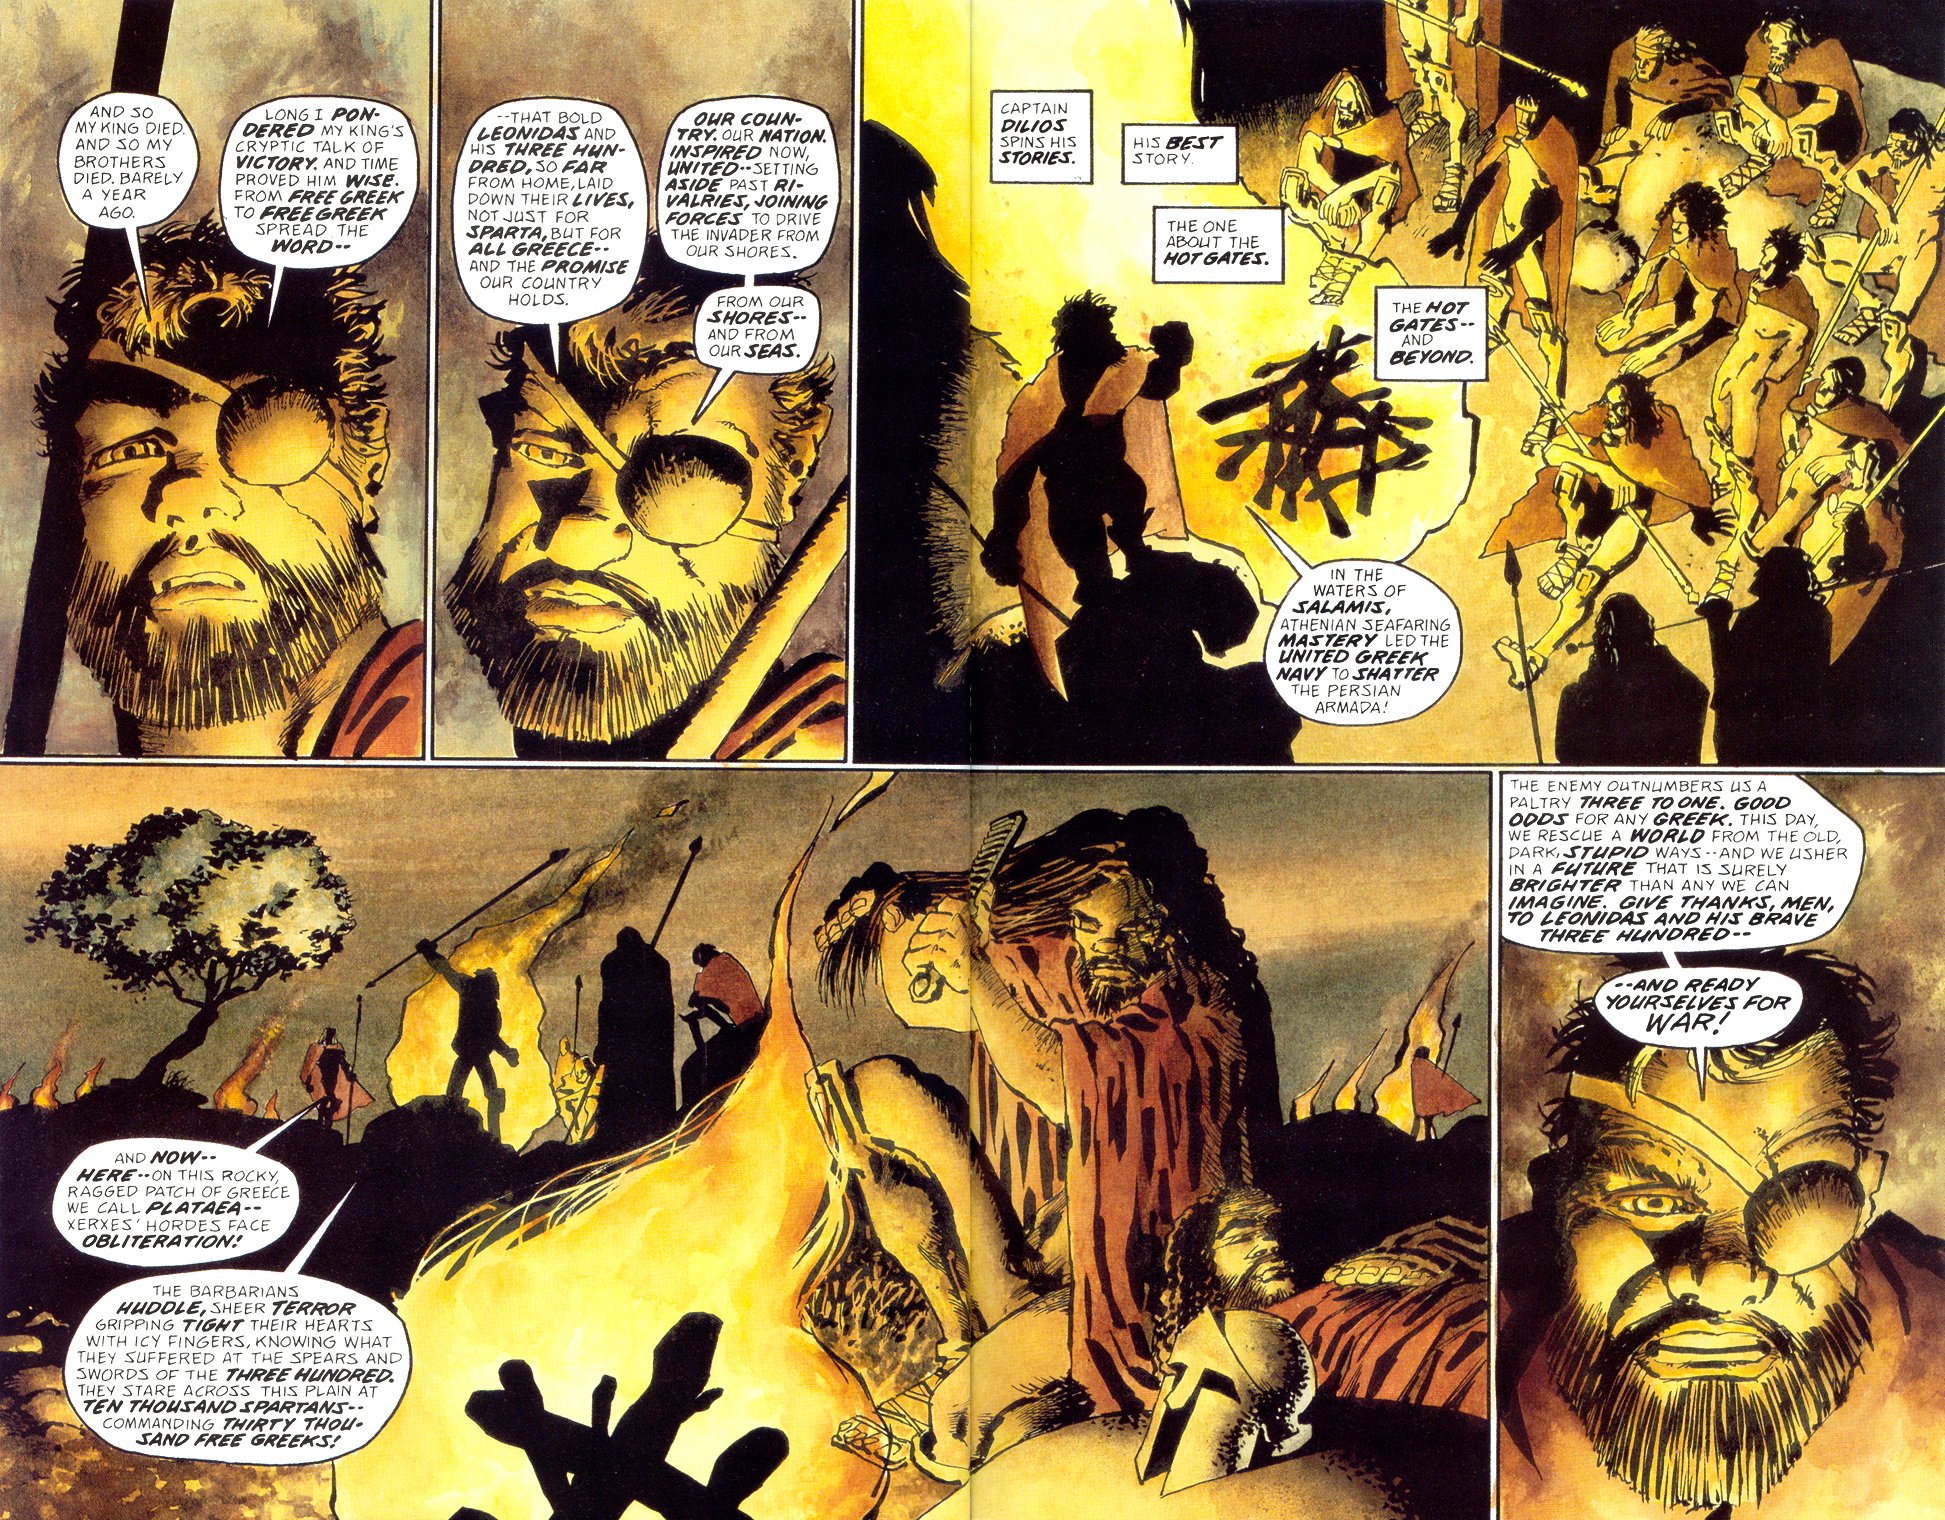 AND SO
MY KING DIED.
AND SO MY
BROTHERS
DIED. BARELY
A YEAR
AGO.
LONG I PON-
DERED MY KING'S
CRYPTIC TALK OF
VICTORY. AND TIME
PROVED HIM WISE.
FROM FREE GREEK
TO FREE GREEK
SPREAD THE
WORD--
--THAT BOLD
LEONIDAS AND
HIS THREE HUN-
DRED, SO FAR
FROM HOME, LAID
DOWN THEIR LIVES,
NOT JUST FOR
SPARTA, BUT FOR
ALL GREECE--
AND THE PROMISE
OUR COUNTRY
HOLDS.
OUR COUN-
TRY. OUR NATION.
INSPIRED NOW,
UNITED--SETTING
ASIDE PAST RI-
VALRIES, JOINING
FORCES TO DRIVE
THE INVADER FROM
OUR SHORES.
FROM OUR
SHORES--
AND FROM
OUR SEAS.
CAPTAIN
DILIOS
SPINS HIS
STORIES.
HIS BEST
STORY.
THE ONE
ABOUT THE
HOT GATES.
THE HOT
GATES--
AND
BEYOND.
IN THE
WATERS OF
SALAMIS,
ATHENIAN SEAFARING
MASTERY LED THE
UNITED GREEK
NAVY TO SHATTER
THE PERSIAN
ARMADA!
AND NOW--
HERE--ON THIS ROCKY,
RAGGED PATCH OF GREECE
WE CALL PLATAEA--
XERXES' HORDES FACE
OBLITERATION!
THE BARBARIANS
HUDDLE, SHEER TERROR
GRIPPING TIGHT THEIR HEARTS
WITH ICY FINGERS, KNOWING WHAT
THEY SUFFERED AT THE SPEARS AND
SWORDS OF THE THREE HUNDRED.
THEY STARE ACROSS THIS PLAIN AT
TEN THOUSAND SPARTANS--
COMMANDING THIRTY THOU-
SAND FREE GREEKS!
THE ENEMY OUTNUMBERS US A
PALTRY THREE TO ONE. GOOD
ODDS FOR ANY GREEK. THIS DAY,
WE RESCUE A WORLD FROM THE OLD,
DARK, STUPID WAYS--AND WE USHER
IN A FUTURE THAT IS SURELY
BRIGHTER THAN ANY WE CAN
IMAGINE. GIVE THANKS, MEN,
TO LEONIDAS AND HIS BRAVE
THREE HUNDRED--
--AND READY
YOURSELVES FOR
WAR!